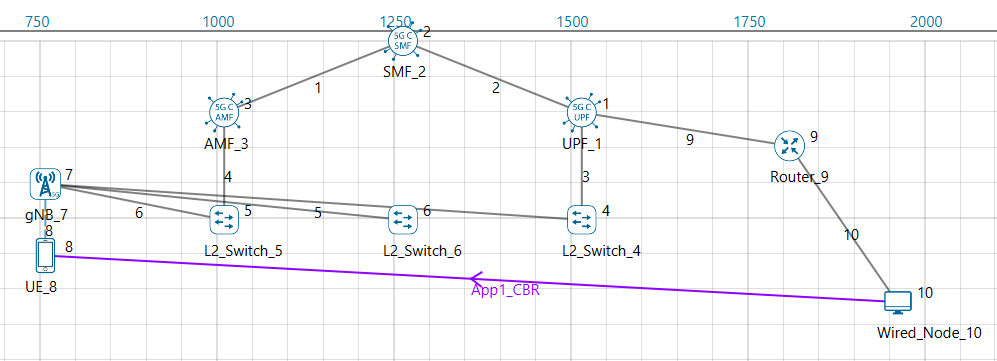 750 1000 1250 1500 1750 2000
5G C
SMF
2
SMF_2
1
2
5G C
AMF
3
AMF_3
5G C
UPF
1
UPF_1
9
9
Router_9
4
3
7
5G
gNB_7
6
5
5
6
4
8
L2_Switch_5
L2_Switch_6
L2_Switch_4
10
8
UE_8
App1_CBR
10
Wired_Node_10